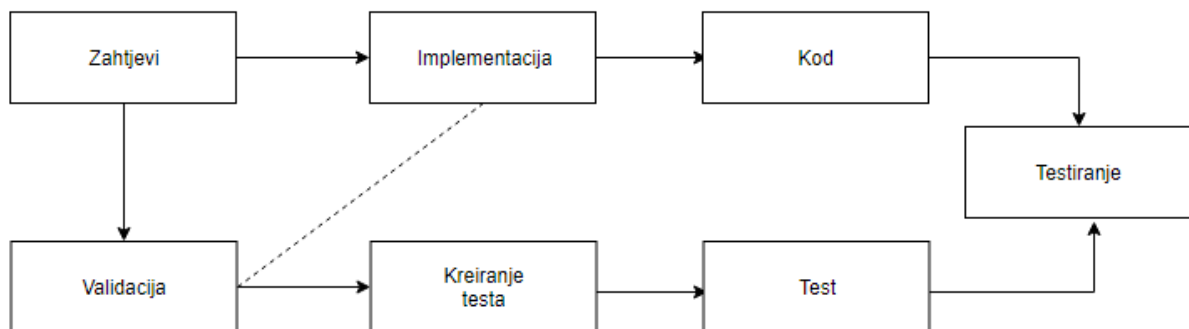 Zahtjevi
Implementacija
Kod
Testiranje
Validacija
Kreiranje
testa
Test